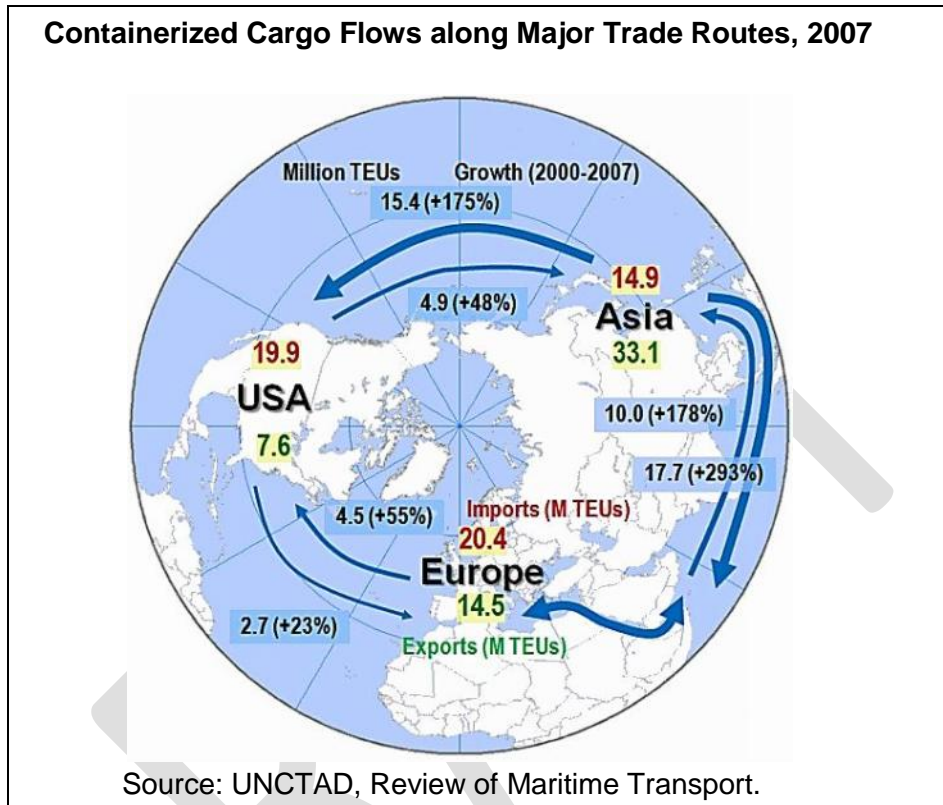 Containerized Cargo Flows along Major Trade Routes, 2007
Million TEUs Growth (2000-2007)
15.4 (+175%)
14.9
4.9 (+48%)
Asia
33.1
19.9
USA
7.6
10.0 (+178%)
17.7 (+293%)
4.5 (+55%)
Imports (M TEUs)
20.4
Europe
14.5
2.7 (+23%)
Exports (M TEUs)
Source: UNCTAD, Review of Maritime Transport.